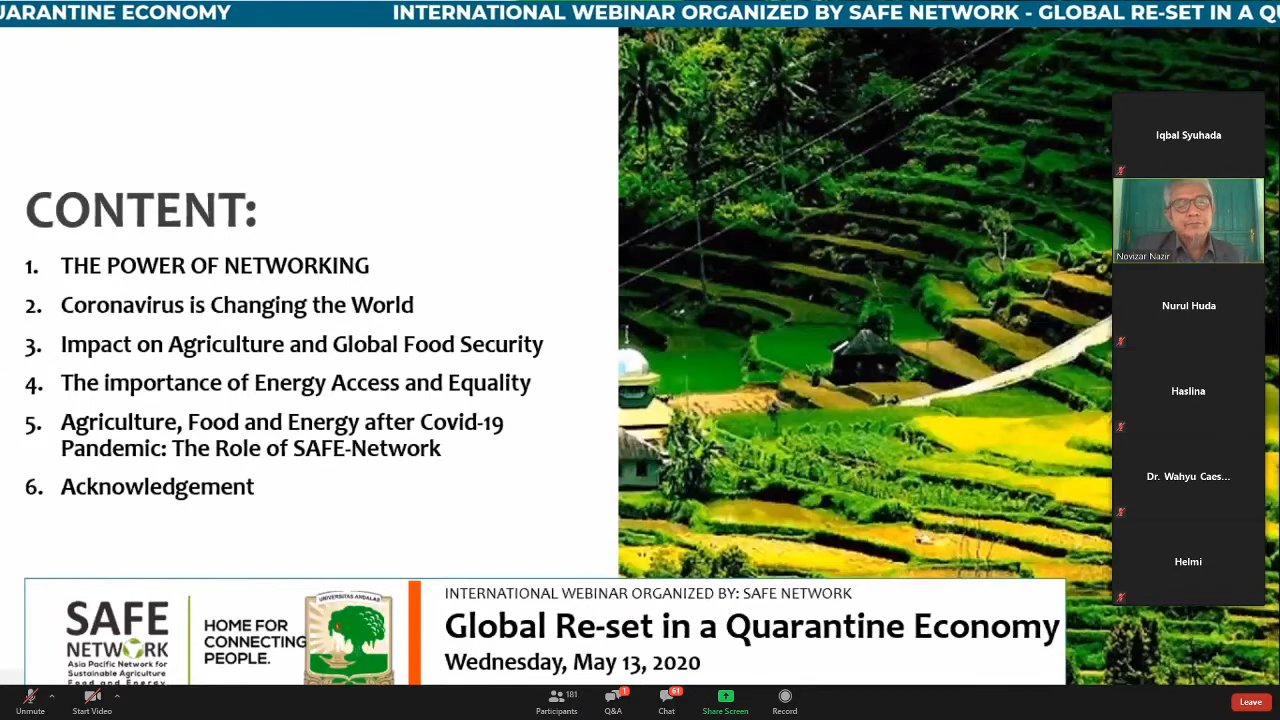 UARANTINE ECONOMY
INTERNATIONAL WEBINAR ORGANIZED BY SAFE NETWORK - GLOBAL RE-SET IN A Q
CONTENT:
1. THE POWER OF NETWORKING
2. Coronavirus is Changing the World
3. Impact on Agriculture and Global Food Security
4. The importance of Energy Access and Equality
5. Agriculture, Food and Energy after Covid-19
Pandemic: The Role of SAFE-Network
6. Acknowledgement
Iqbal Syuhada
Novizar Nazir
Nurul Huda
Haslina
Dr. Wahyu Caes...
Helmi
SAFE
NETWORK
Asia Pacific Network for
Sustainable Agriculture
Food and Energy
HOME FOR
CONNECTING
PEOPLE.
UNIVERSITAS ANDALAS
INTERNATIONAL WEBINAR ORGANIZED BY: SAFE NETWORK
Global Re-set in a Quarantine Economy
Wednesday, May 13, 2020
Unmute
Start Video
181
Participants
1
Q&A
61
Chat
Share Screen
Record
Leave